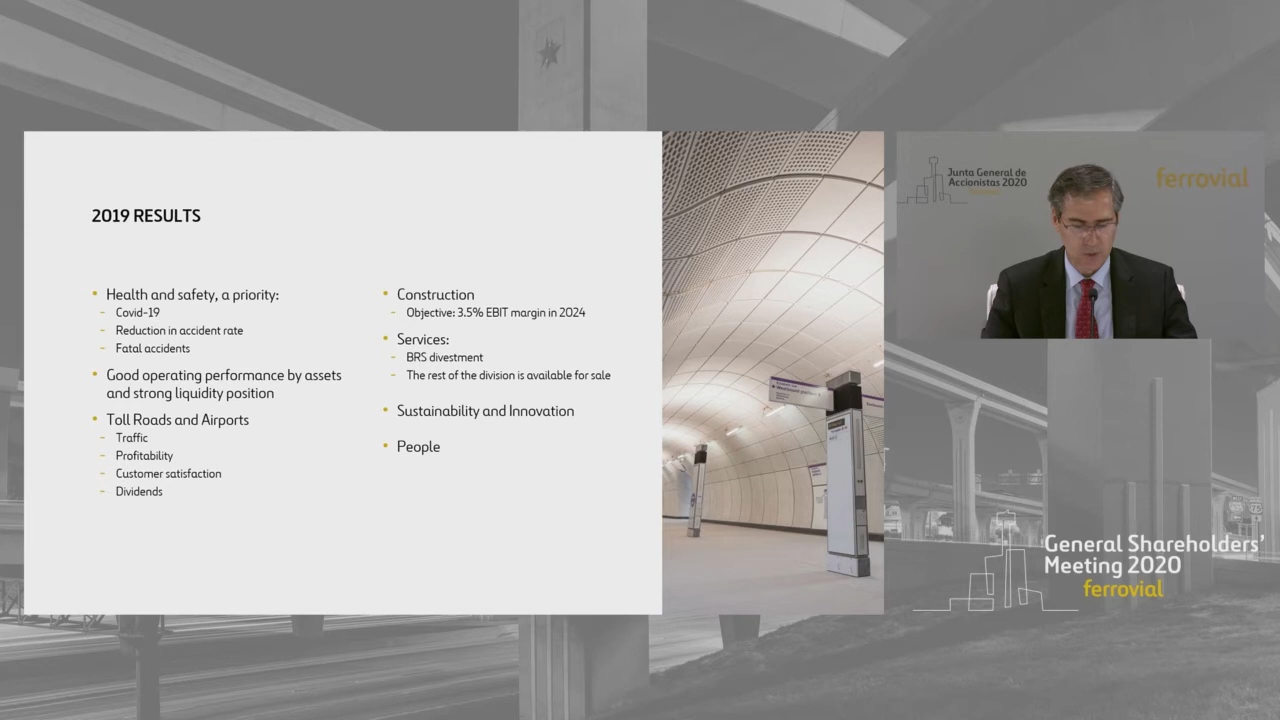 2019 RESULTS
• Health and safety, a priority:
- Covid-19
- Reduction in accident rate
- Fatal accidents
• Good operating performance by assets
and strong liquidity position
• Toll Roads and Airports
- Traffic
- Profitability
- Customer satisfaction
- Dividends
• Construction
- Objective: 3.5% EBIT margin in 2024
• Services:
- BRS divestment
- The rest of the division is available for sale
• Sustainability and Innovation
• People
Junta General de
Accionistas 2020
ferrovial
General Shareholders'
Meeting 2020
ferrovial